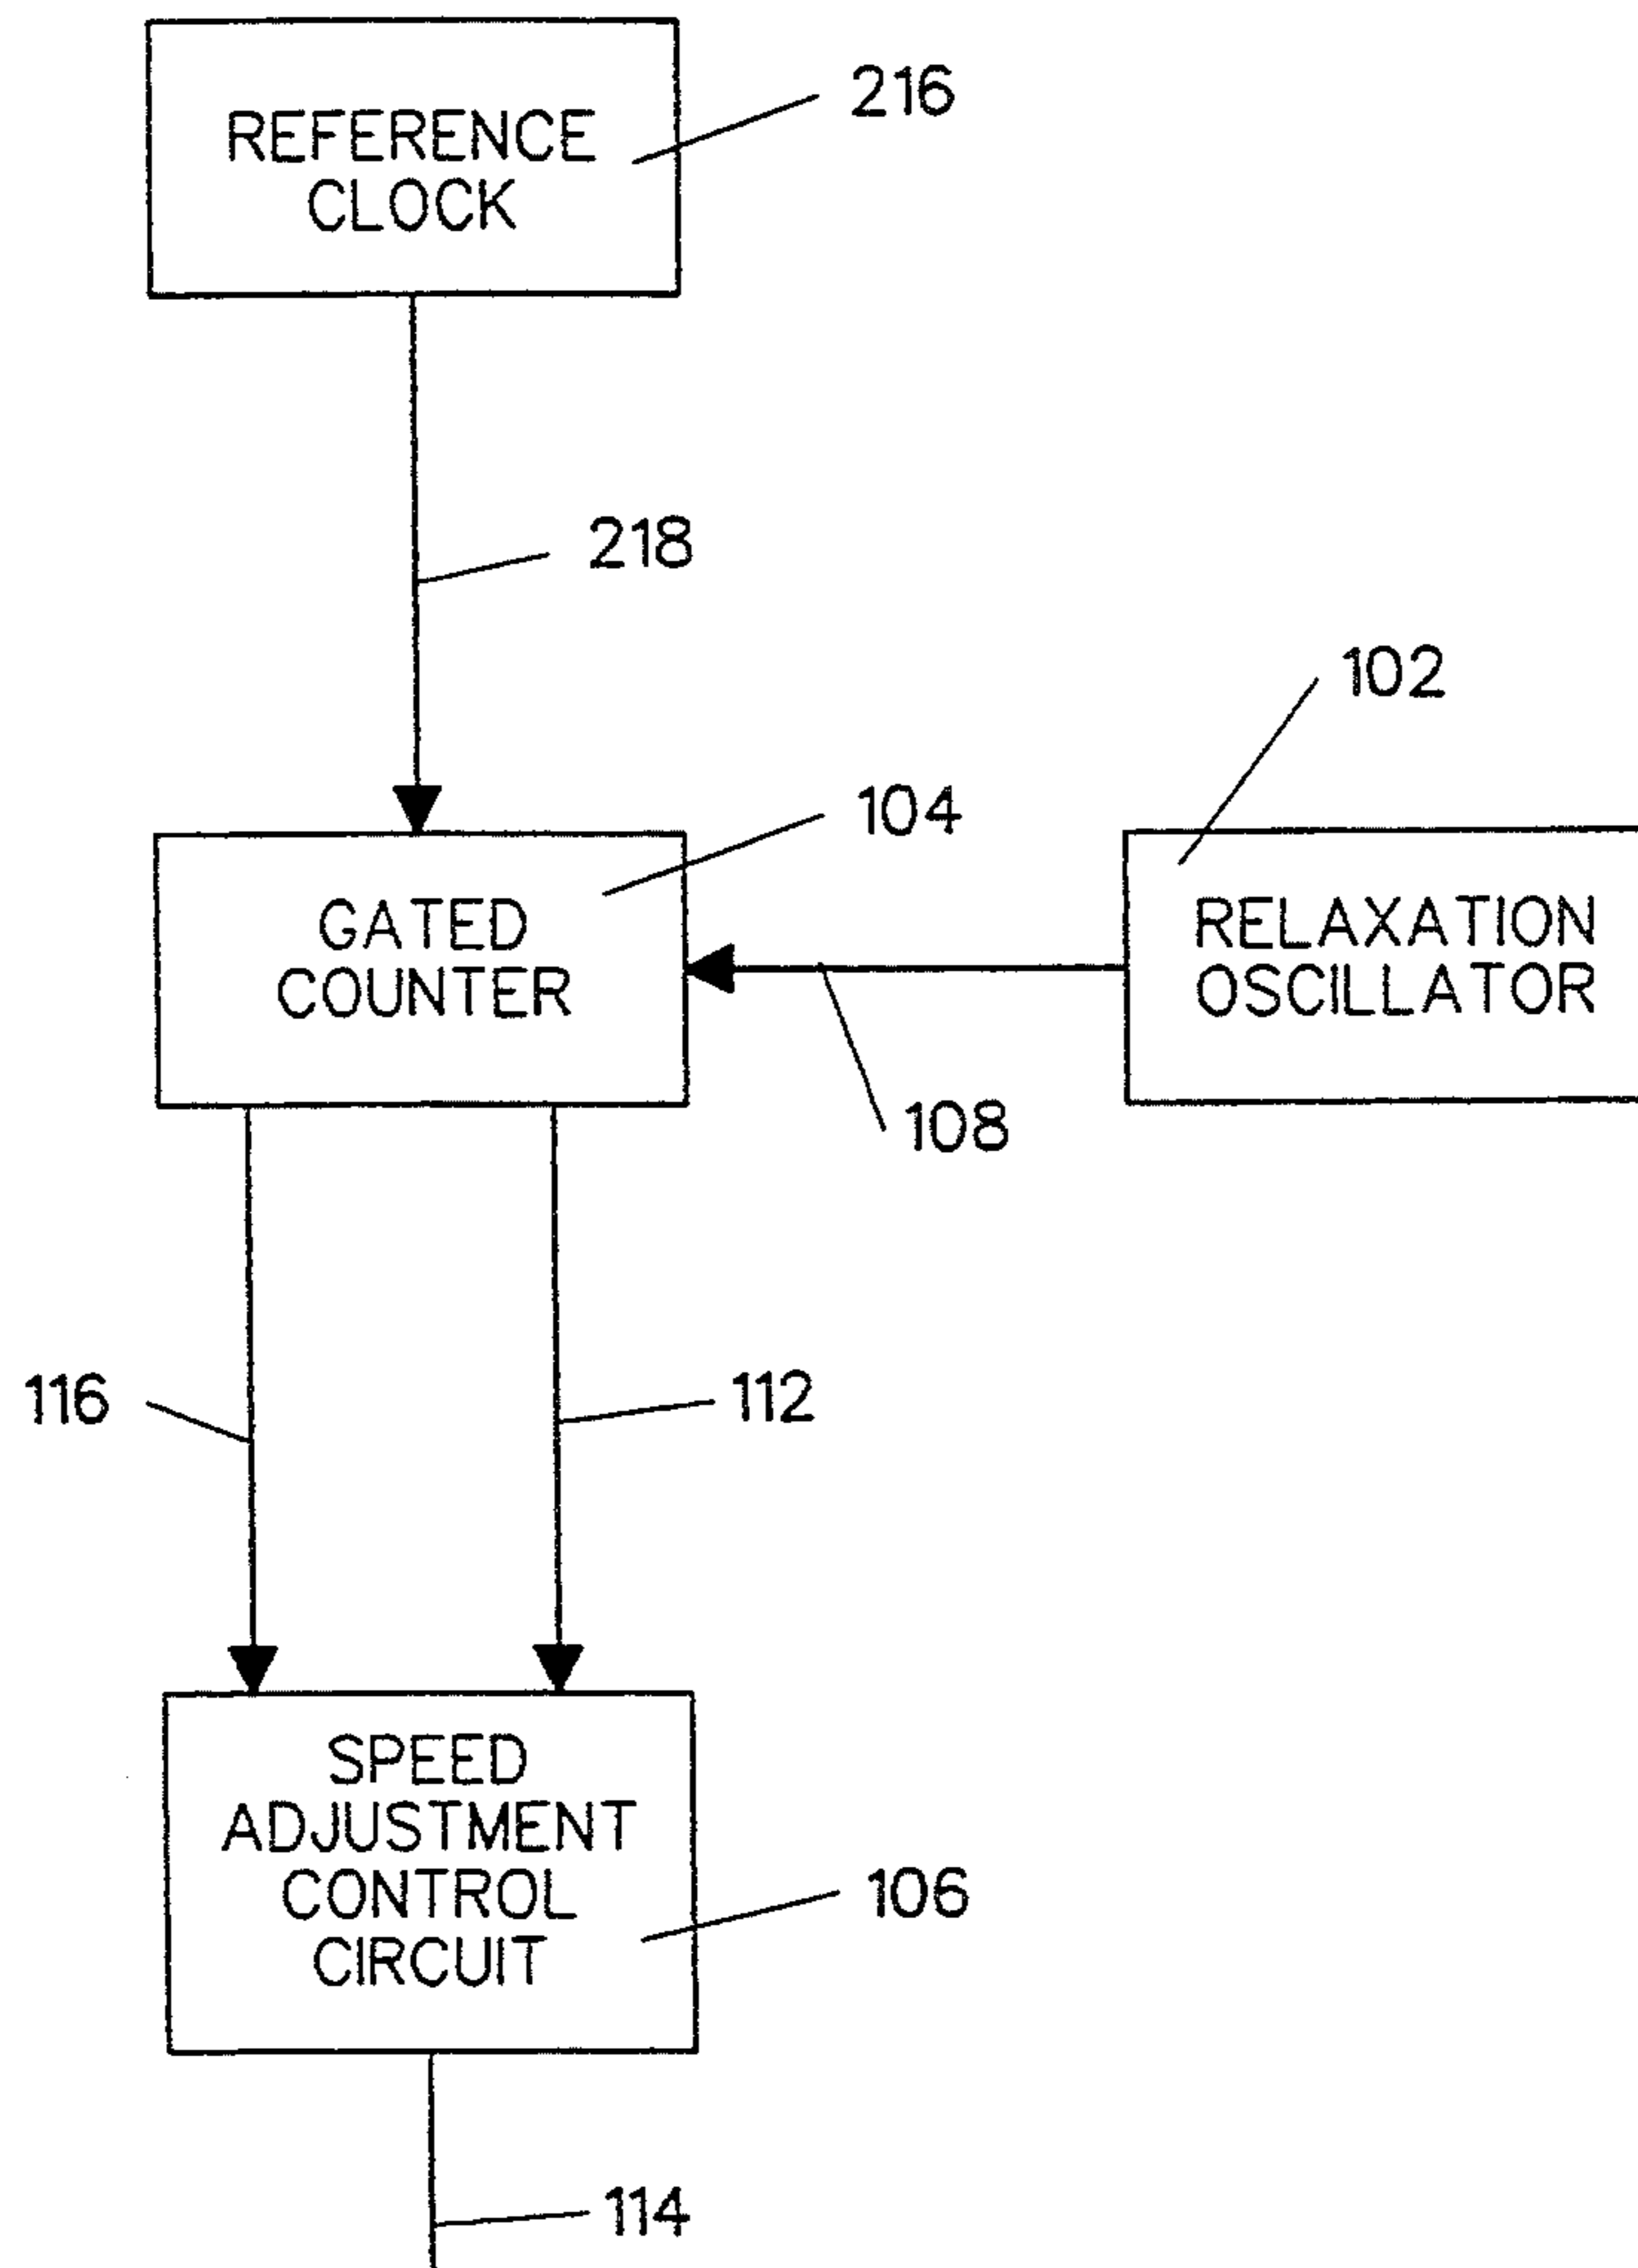 216
REFERENCE
CLOCK
218
102
104
GATED
COUNTER
RELAXATION
OSCILLATOR
108
116
112
SPEED
ADJUSTMENT
CONTROL
CIRCUIT
106
114